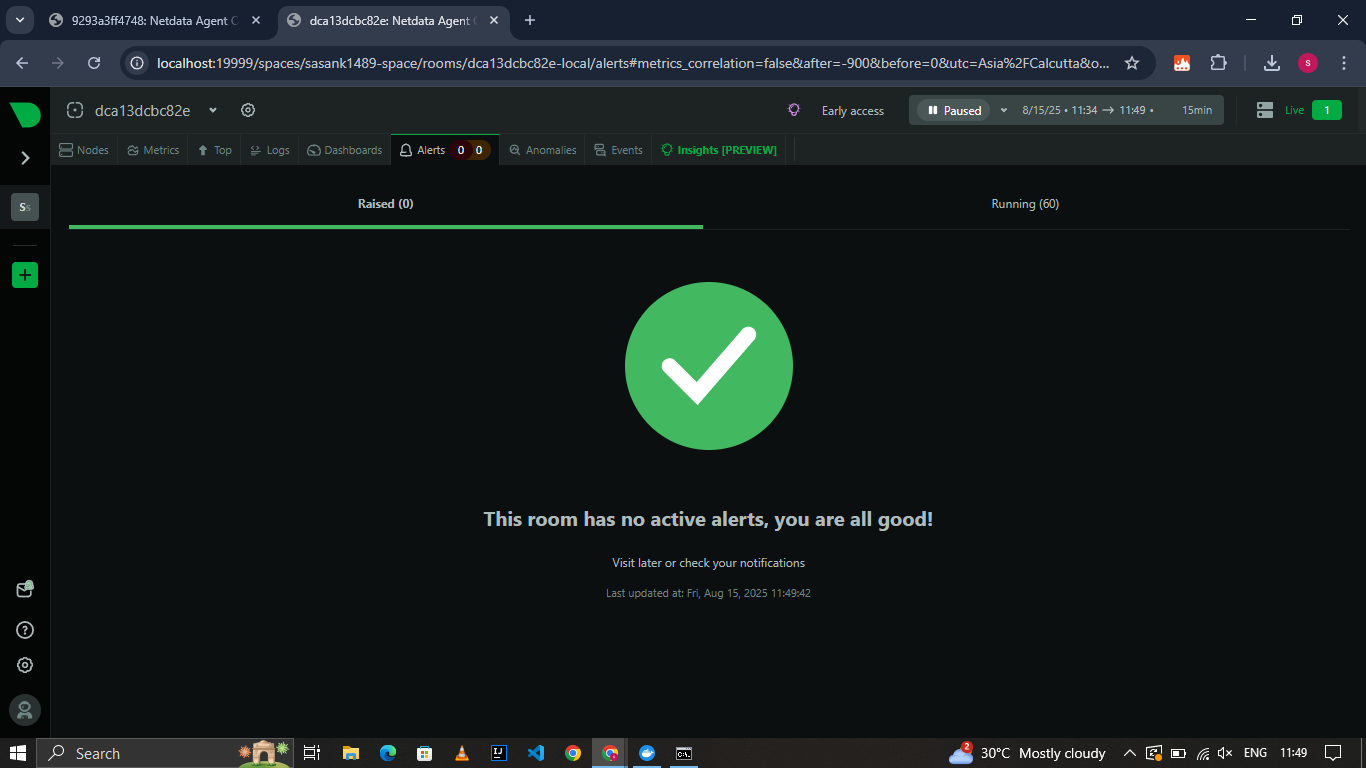 9293a3ff4748: Netdata Agent C
dca13dcbc82e: Netdata Agent C
localhost:19999/spaces/sasank1489-space/rooms/dca13dcbc82e-local/alerts#metrics_correlation=false&after=-900&before=0&utc=Asia%2FCalcutta&o...
s
dca13dcbc82e
Early access
Paused
8/15/25 • 11:34 → 11:49 •
15min
Live
1
Nodes
Metrics
Top
Logs
Dashboards
Alerts
0
0
Anomalies
Events
Insights [PREVIEW]
Ss
Raised (0)
Running (60)
This room has no active alerts, you are all good!
Visit later or check your notifications
Last updated at: Fri, Aug 15, 2025 11:49:42
Search
2
30°C Mostly cloudy
ENG
11:49